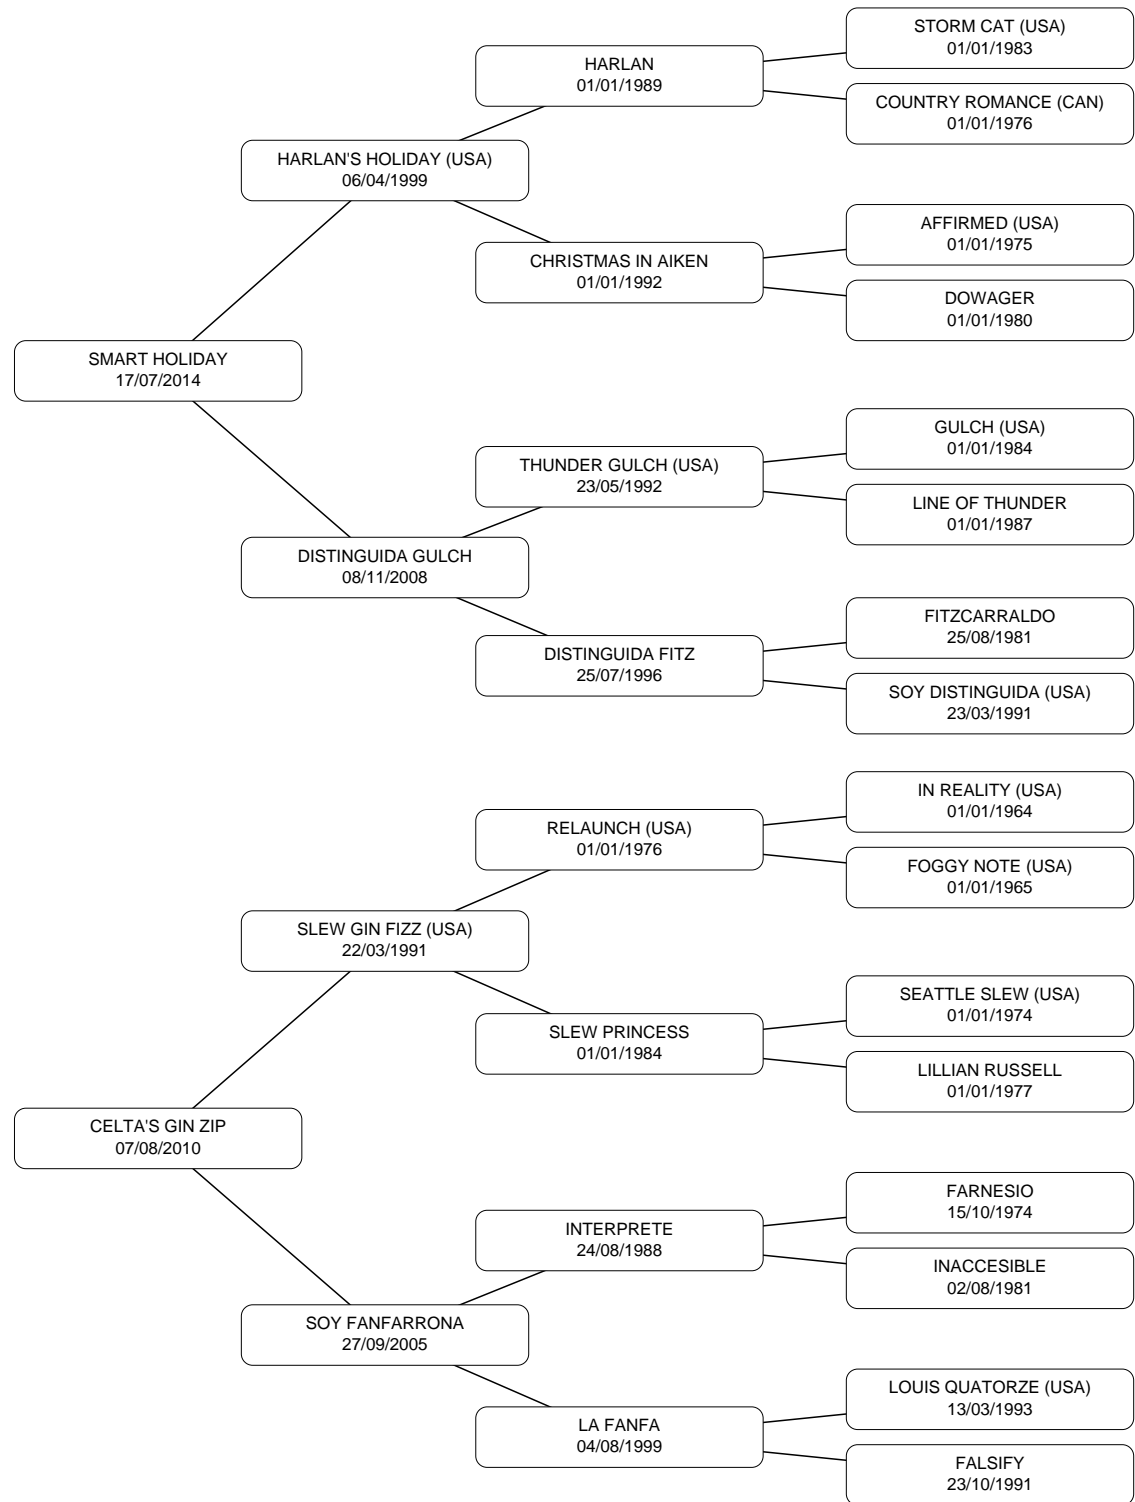 STORM CAT (USA)
01/01/1983
HARLAN
01/01/1989
COUNTRY ROMANCE (CAN)
01/01/1976
HARLAN'S HOLIDAY (USA)
06/04/1999
AFFIRMED (USA)
01/01/1975
CHRISTMAS IN AIKEN
01/01/1992
DOWAGER
01/01/1980
SMART HOLIDAY
17/07/2014
GULCH (USA)
01/01/1984
THUNDER GULCH (USA)
23/05/1992
LINE OF THUNDER
01/01/1987
DISTINGUIDA GULCH
08/11/2008
FITZCARRALDO
25/08/1981
DISTINGUIDA FITZ
25/07/1996
SOY DISTINGUIDA (USA)
23/03/1991
IN REALITY (USA)
01/01/1964
RELAUNCH (USA)
01/01/1976
FOGGY NOTE (USA)
01/01/1965
SLEW GIN FIZZ (USA)
22/03/1991
SEATTLE SLEW (USA)
01/01/1974
SLEW PRINCESS
01/01/1984
LILLIAN RUSSELL
01/01/1977
CELTA'S GIN ZIP
07/08/2010
FARNESIO
15/10/1974
INTERPRETE
24/08/1988
INACCESIBLE
02/08/1981
SOY FANFARRONA
27/09/2005
LOUIS QUATORZE (USA)
13/03/1993
LA FANFA
04/08/1999
FALSIFY
23/10/1991